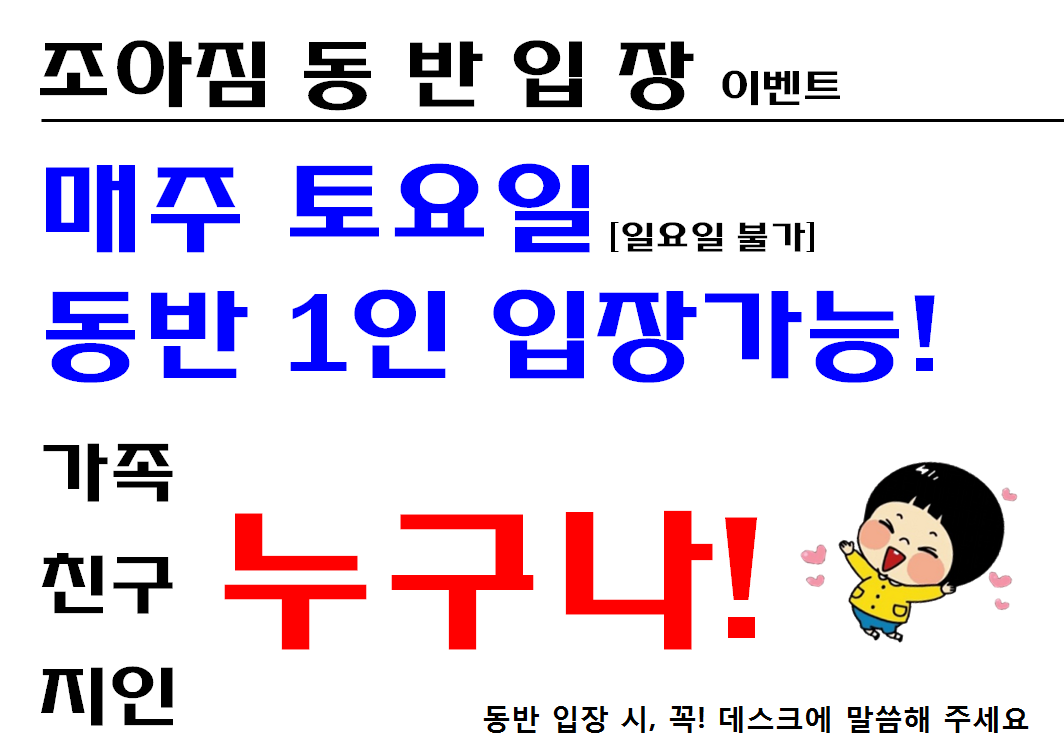 조아짐 동 반 입 장 이벤트
매주 토요일 [일요일 불가]
동반 1인 입장가능!
가족
친구
지인
누구나!
동반 입장 시, 꼭! 데스크에 말씀해 주세요